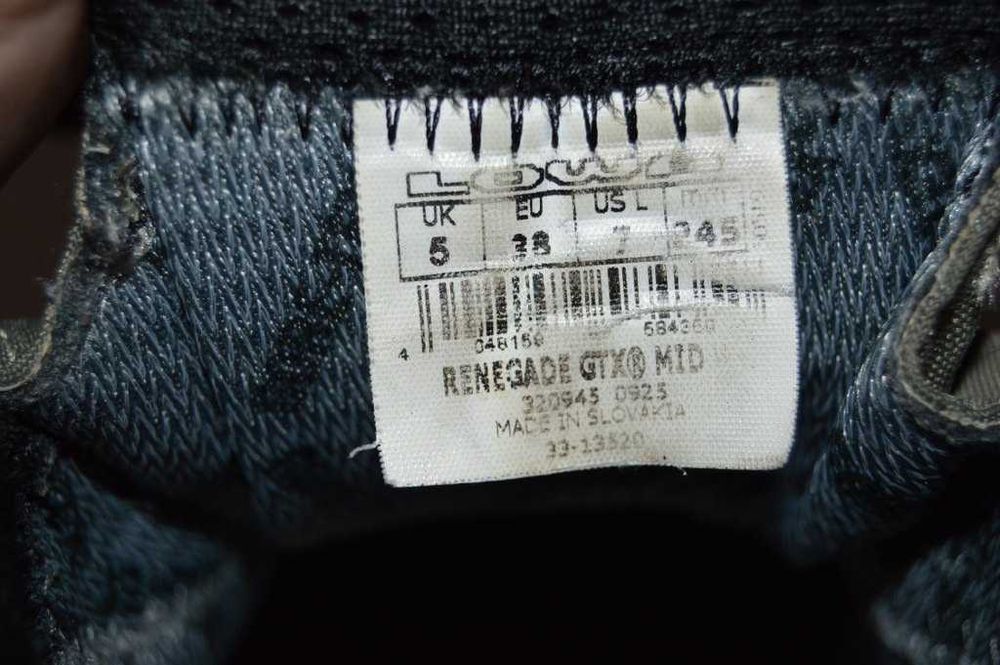 LOWA
UK EU US L mm
5 38 7 245
4 046156 584360
RENEGADE GTX® MID
320945 0925
MADE IN SLOVAKIA
33-13520